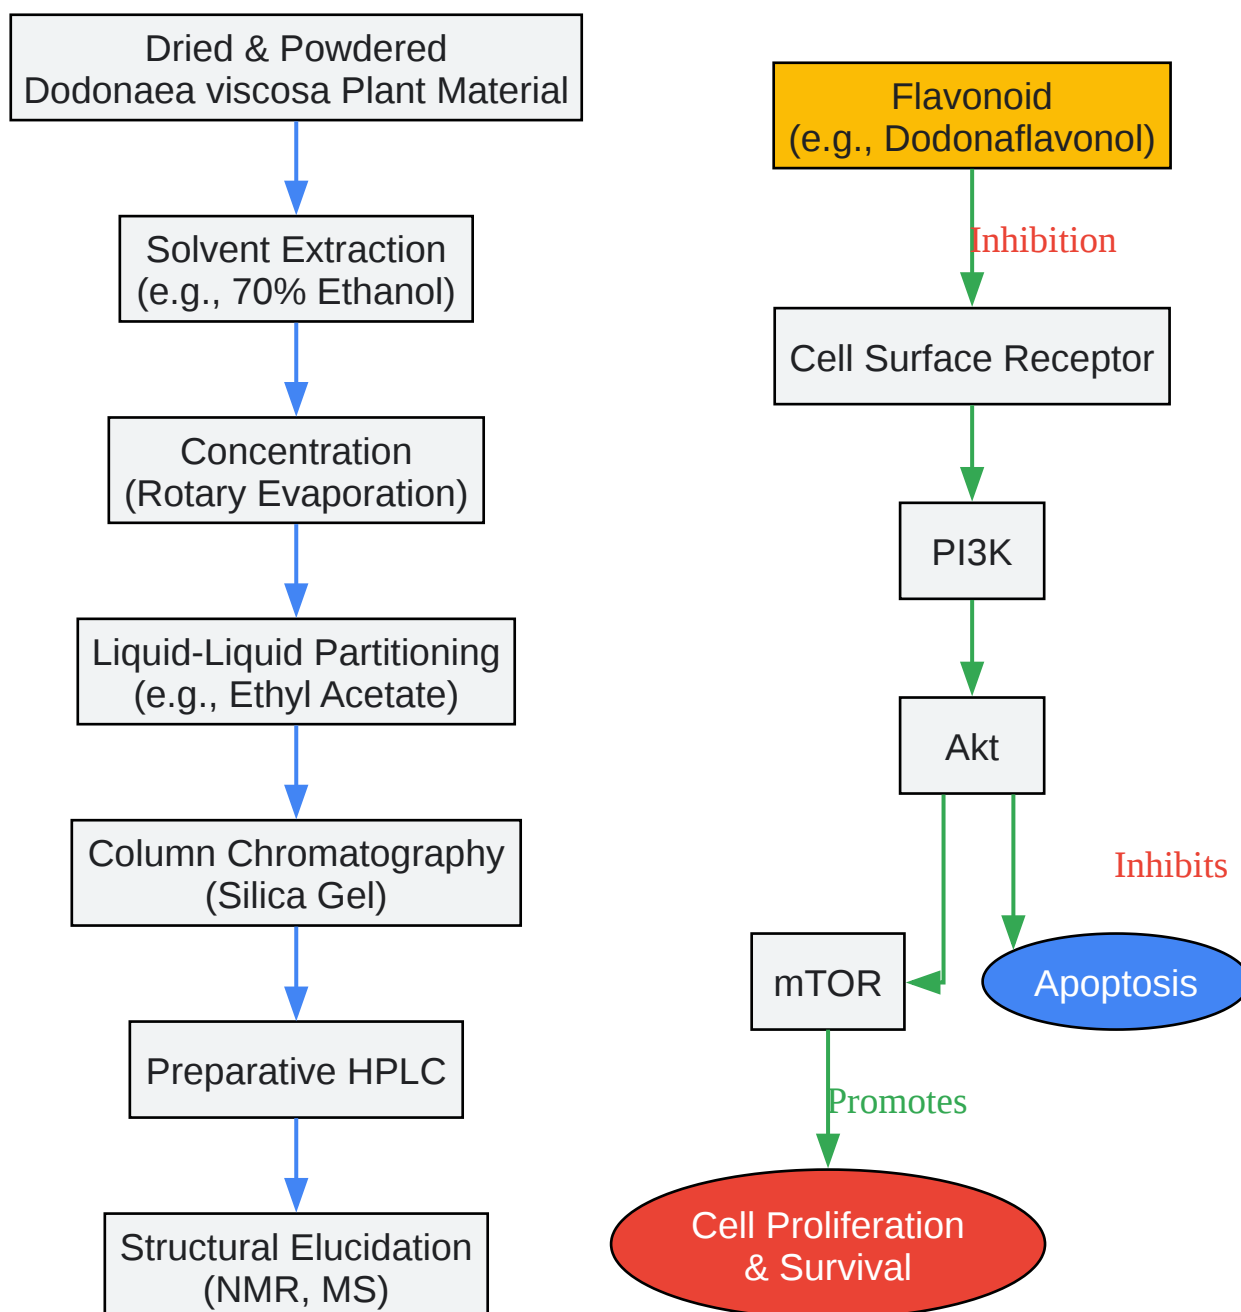 Dried & Powdered
Dodonaea viscosa Plant Material
Solvent Extraction
(e.g., 70% Ethanol)
Concentration
(Rotary Evaporation)
Liquid-Liquid Partitioning
(e.g., Ethyl Acetate)
Column Chromatography
(Silica Gel)
Preparative HPLC
Structural Elucidation
(NMR, MS)
Flavonoid
(e.g., Dodonaflavonol)
Inhibition
Cell Surface Receptor
PI3K
Akt
Inhibits
mTOR
Apoptosis
Promotes
Cell Proliferation
& Survival